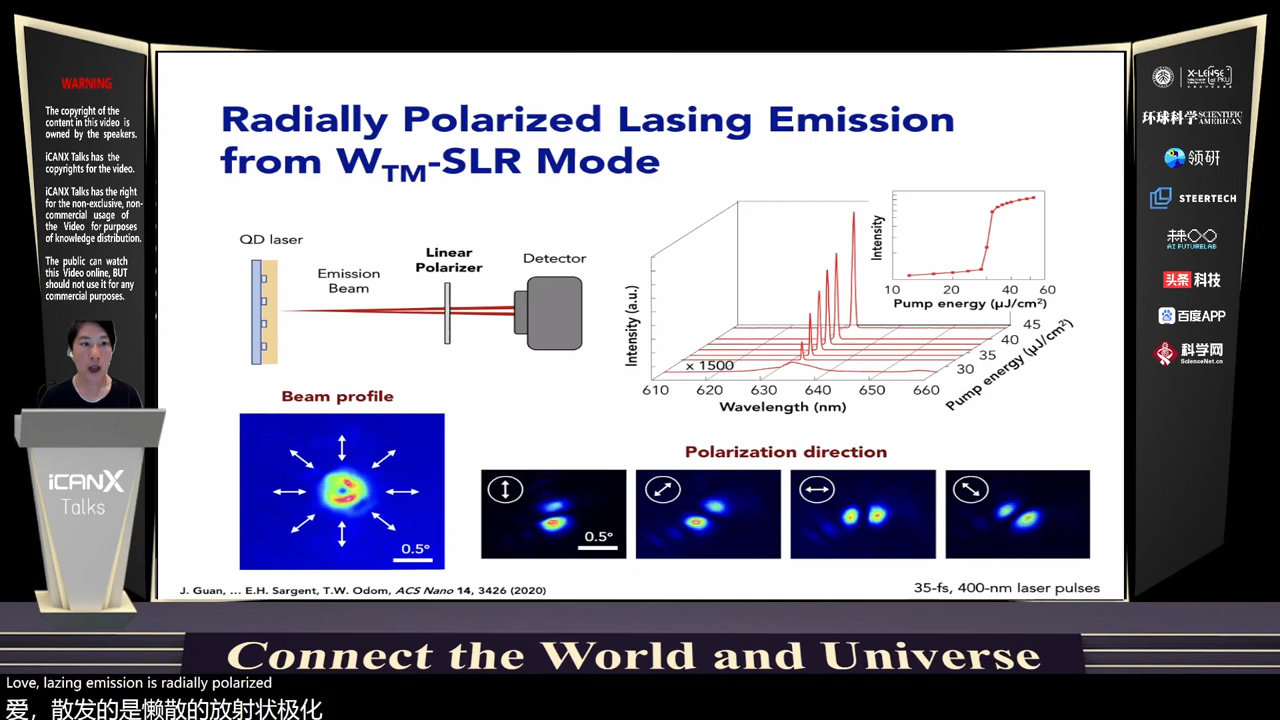 WARNING
The copyright of the
content in this video is
owned by the speakers.
iCANX Talks has the
copyrights for the video.
iCANX Talks has the right
for the non-exclusive, non-
commercial usage of
the Video for purposes
of knowledge distribution.
The public can watch
this Video online, BUT
should not use it for any
commercial purposes.
iCANX
Talks
Radially Polarized Lasing Emission
from WTM-SLR Mode
QD laser
Emission
Beam
Linear
Polarizer
Detector
Intensity (a.u.)
x 1500
610 620 630 640 650 660
Wavelength (nm)
30 35 40 45
Pump energy (μJ/cm²)
Intensity
10 20 40 60
Pump energy (μJ/cm²)
Beam profile
0.5°
Polarization direction
0.5°
J. Guan, ... E.H. Sargent, T.W. Odom, ACS Nano 14, 3426 (2020)
35-fs, 400-nm laser pulses
X-LENSE
环球科学 SCIENTIFIC AMERICAN
领研
STEERTECH
AI FUTURELAB
头条 科技
百度APP
科学网
ScienceNet.cn
Connect the World and Universe
Love, lazing emission is radially polarized
爱，散发的是懒散的放射状极化